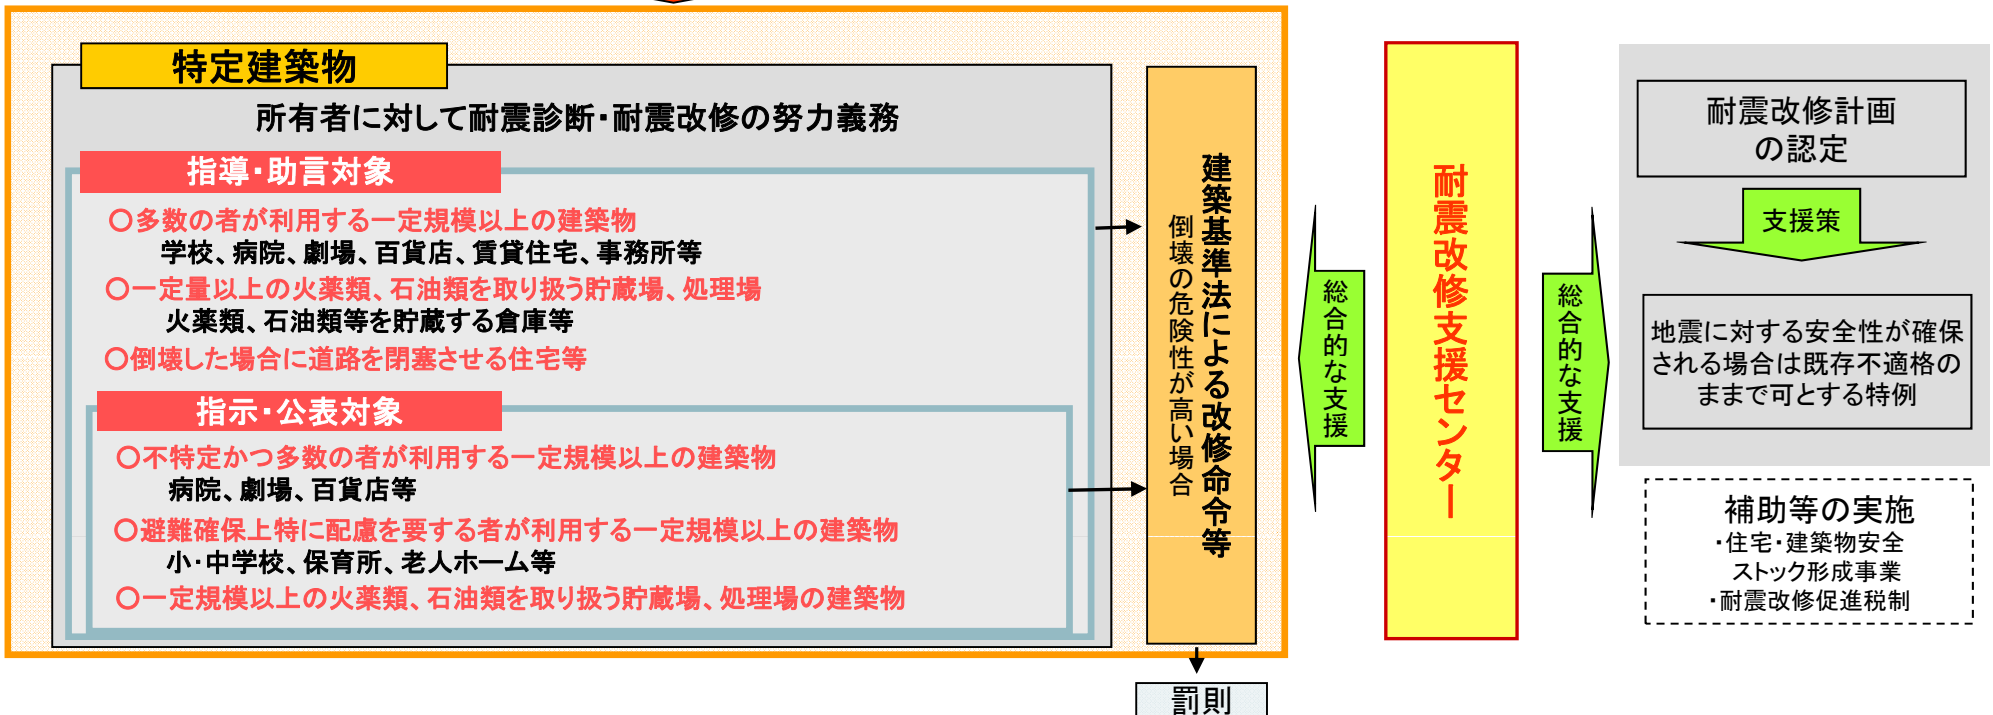 特定建築物
所有者に対して耐震診断・耐震改修の努力義務
指導・助言対象
○多数の者が利用する一定規模以上の建築物
学校、病院、劇場、百貨店、賃貸住宅、事務所等
○一定量以上の火薬類、石油類を取り扱う貯蔵場、処理場
火薬類、石油類等を貯蔵する倉庫等
○倒壊した場合に道路を閉塞させる住宅等
指示・公表対象
○不特定かつ多数の者が利用する一定規模以上の建築物
病院、劇場、百貨店等
○避難確保上特に配慮を要する者が利用する一定規模以上の建築物
小・中学校、保育所、老人ホーム等
○一定規模以上の火薬類、石油類を取り扱う貯蔵場、処理場の建築物
建築基準法による改修命令等
倒壊の危険性が高い場合
罰則
総合的な支援
耐震改修支援センター
総合的な支援
耐震改修計画
の認定
支援策
地震に対する安全性が確保
される場合は既存不適格の
ままで可とする特例
補助等の実施
・住宅・建築物安全
ストック形成事業
・耐震改修促進税制